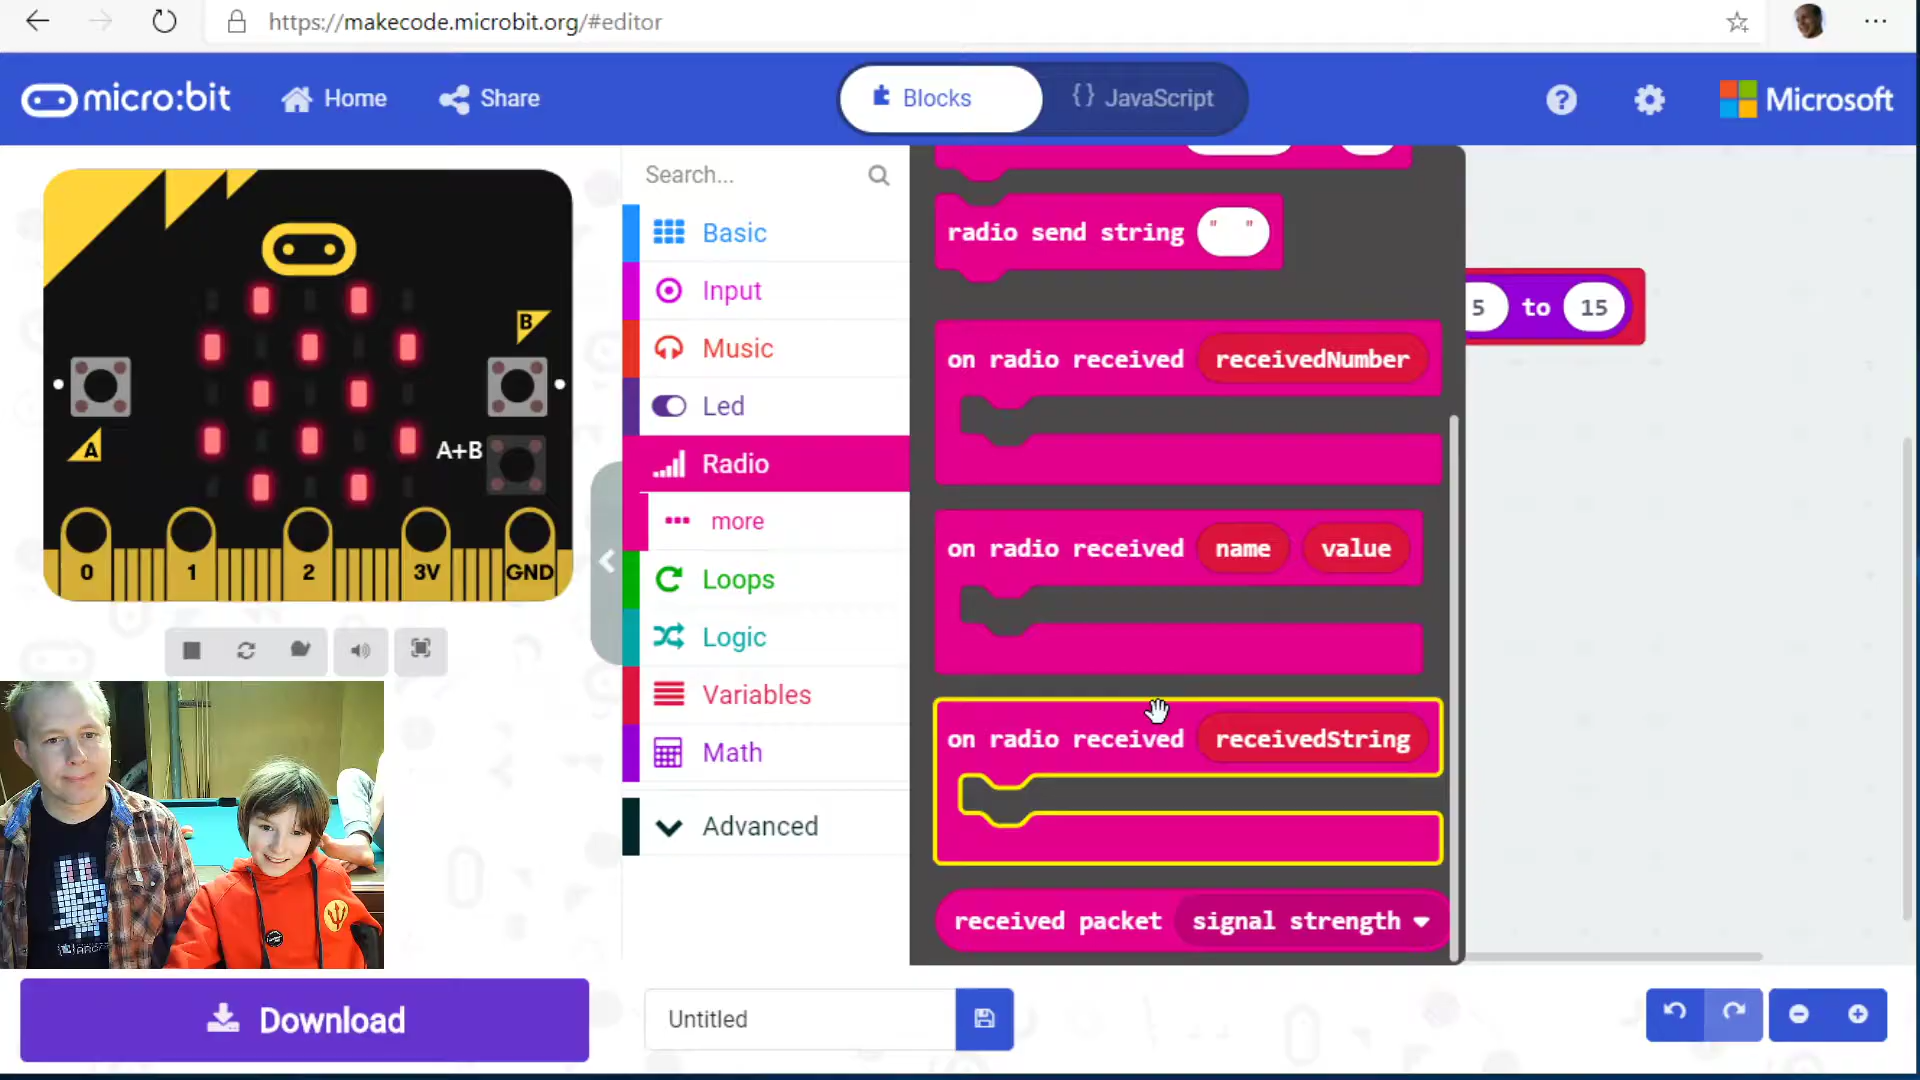 https://makecode.microbit.org/#editor
micro:bit
Home
Share
Blocks
{} JavaScript
?
Microsoft
B
A
A+B
0
1
2
3V
GND
Search...
Basic
Input
Music
Led
Radio
more
Loops
Logic
Variables
Math
Advanced
radio send string " "
on radio received receivedNumber
on radio received name value
on radio received receivedString
received packet signal strength
5 to 15
Download
Untitled